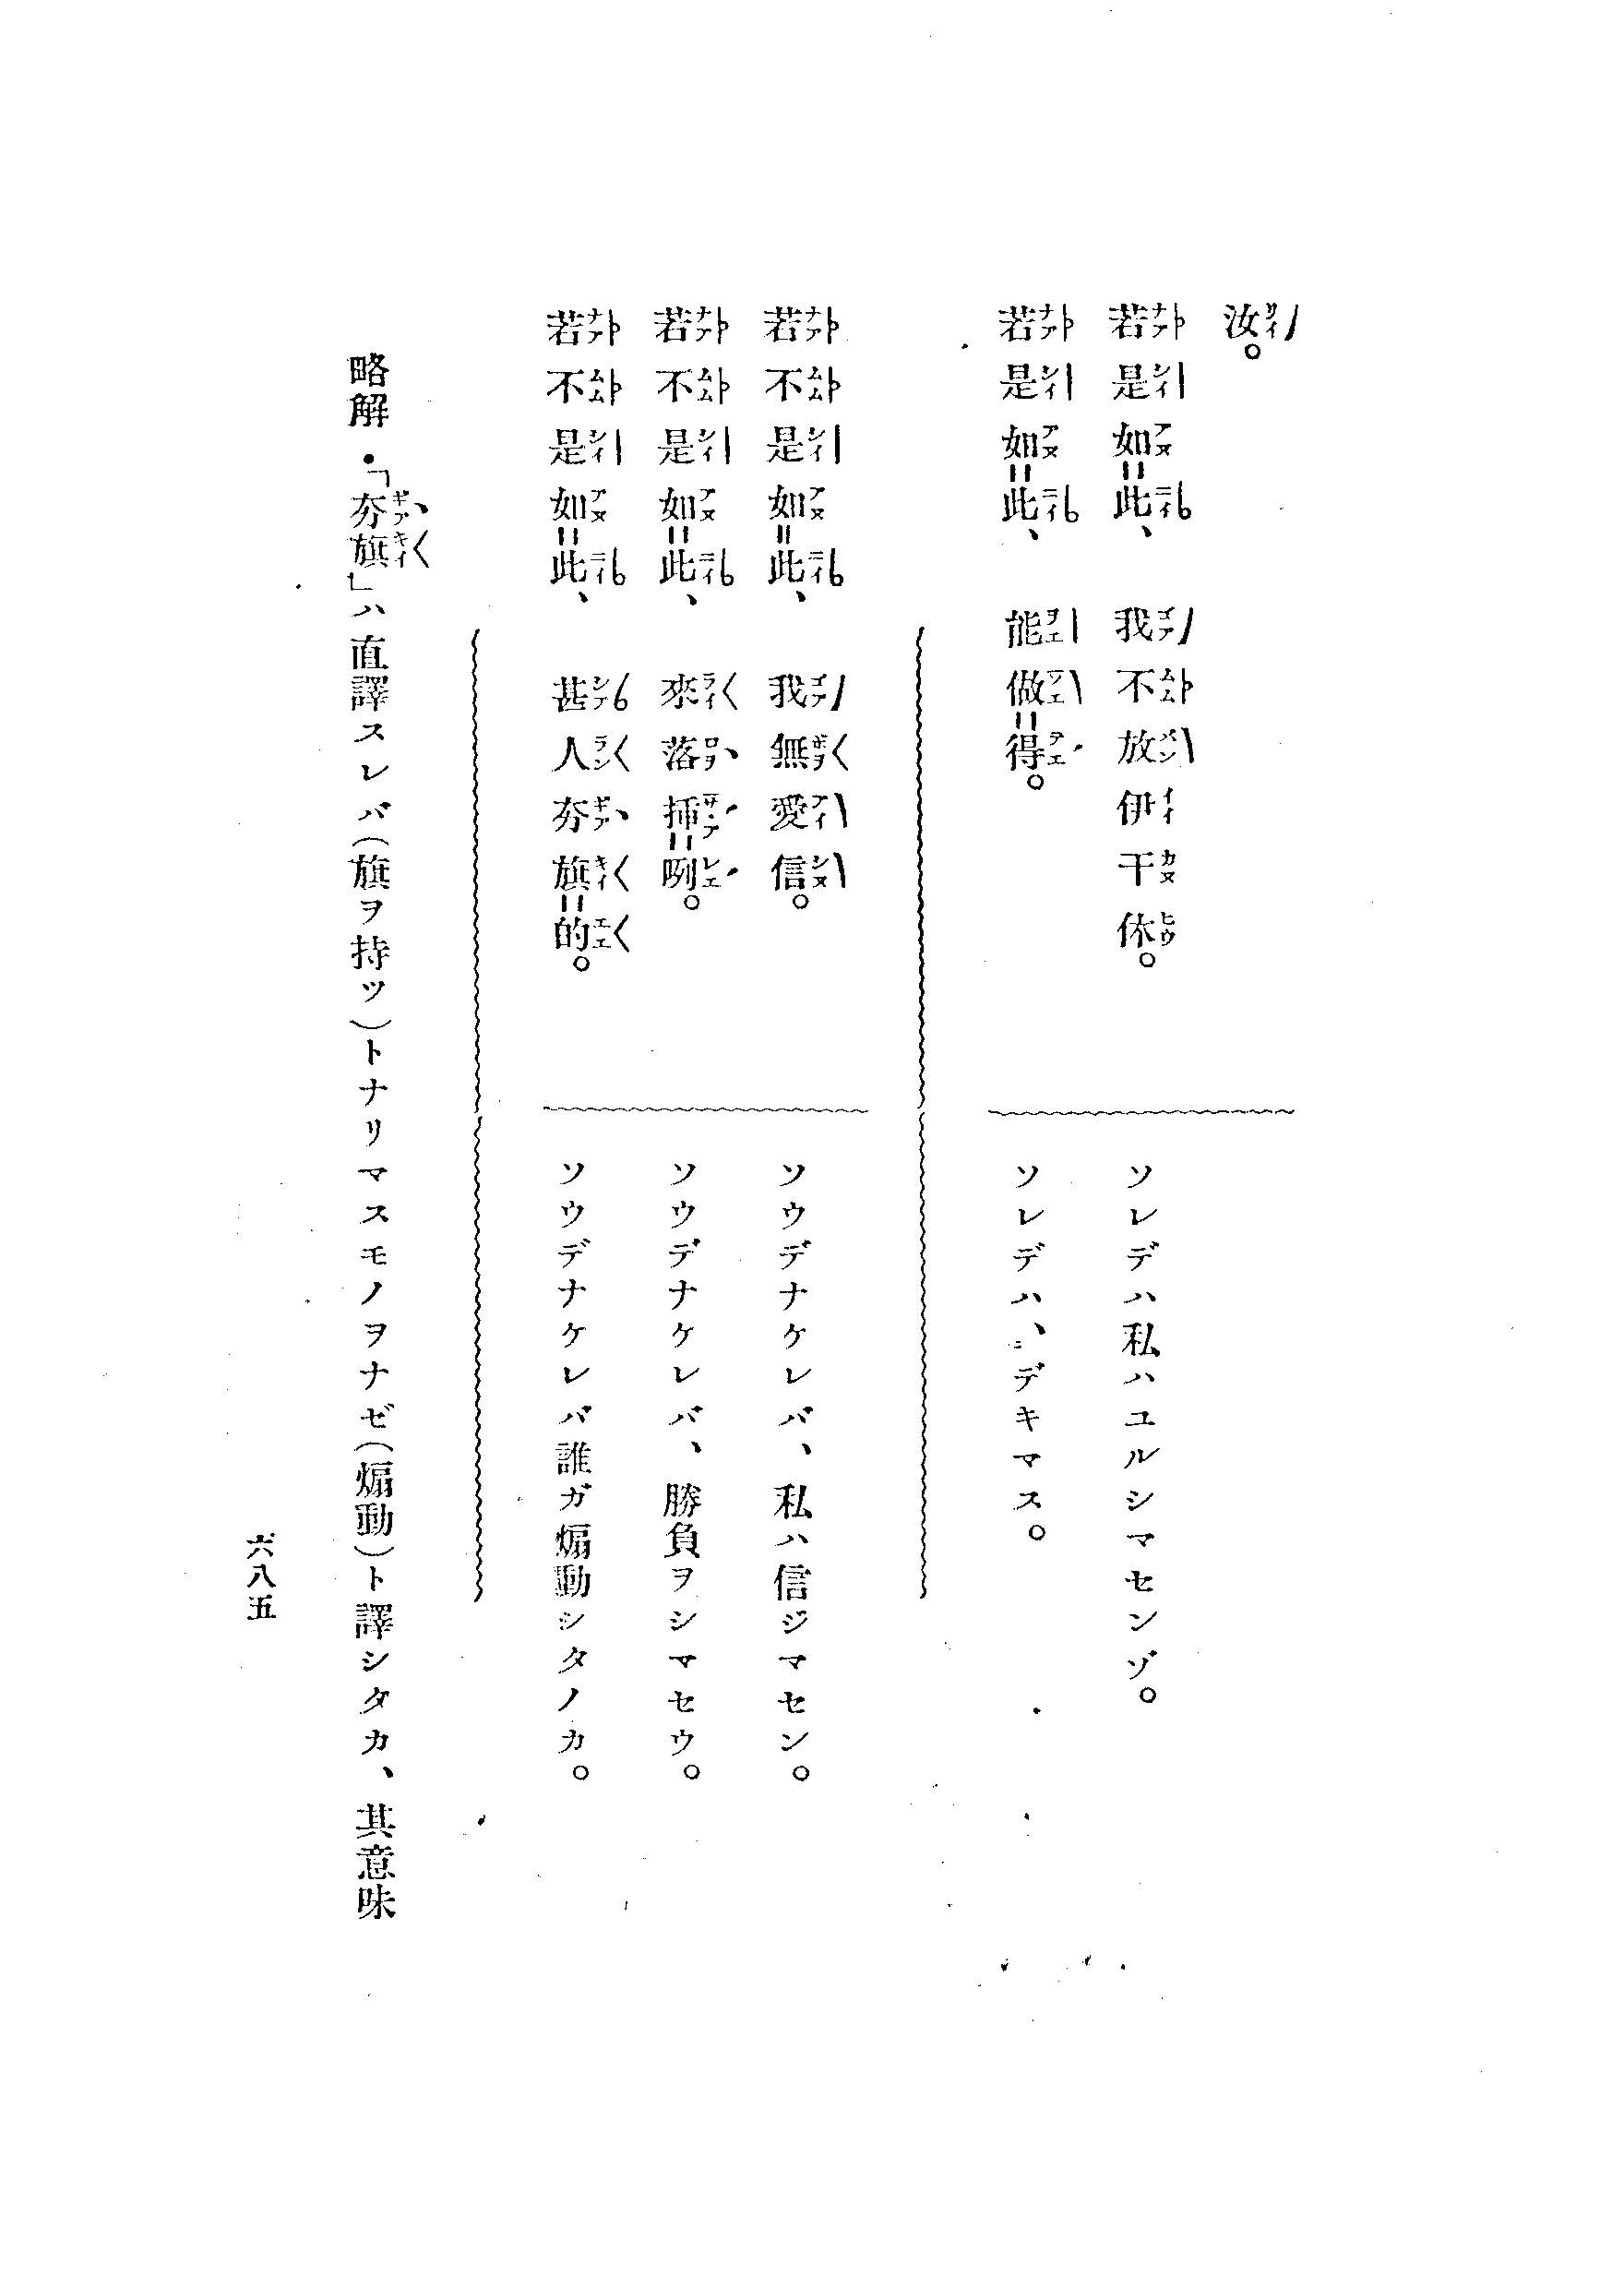 汝。
若是如=此、我不放伊干休。
ソレデハ私ハユルシマセンゾ。
若是如=此、能做=得。
ソレデハ、デキマス。
若不是如=此、我無愛信。
ソウデナケレバ、私ハ信ジマセン。
若不是如=此、來落揷=咧。
ソウデナケレバ、勝負ヲシマセウ。
若不是如=此、甚人夯旗=的。
ソウデナケレバ誰ガ煽動シタノカ。
略解・「夯旗」ハ直譯スレバ(旗ヲ持ツ)トナリマスモノヲナゼ(煽動)ト譯シタカ、其意味
六八五